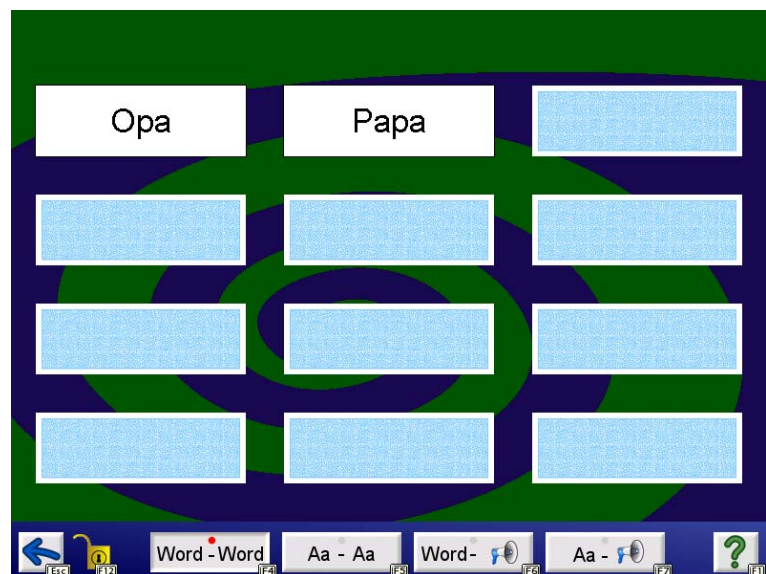 Opa
Papa
Esc
F12
Word - Word
F4
Aa - Aa
F5
Word-
F6
Aa -
F7
?
F1